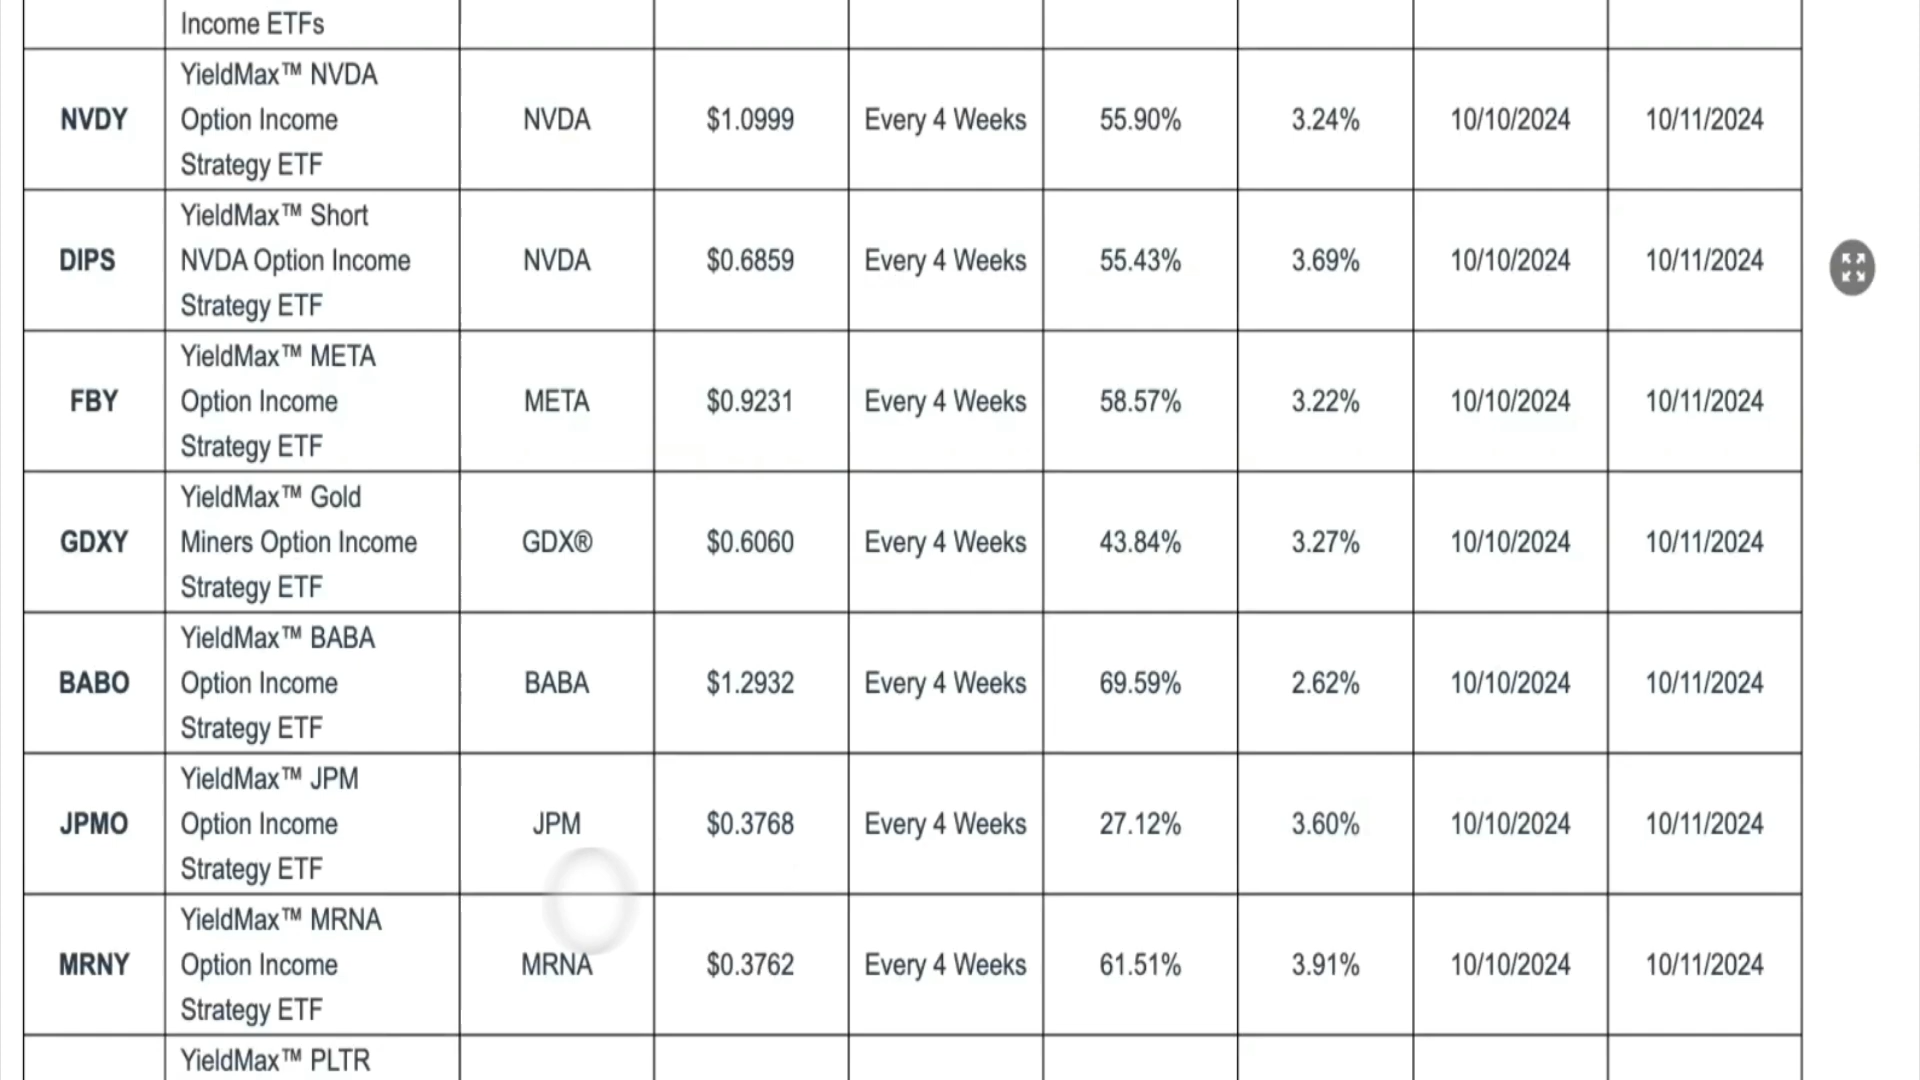 Income ETFs
YieldMax™ NVDA
Option Income
Strategy ETF
NVDY
NVDA
$1.0999
Every 4 Weeks
55.90%
3.24%
10/10/2024
10/11/2024
YieldMax™ Short
NVDA Option Income
Strategy ETF
DIPS
NVDA
$0.6859
Every 4 Weeks
55.43%
3.69%
10/10/2024
10/11/2024
YieldMax™ META
Option Income
Strategy ETF
FBY
META
$0.9231
Every 4 Weeks
58.57%
3.22%
10/10/2024
10/11/2024
YieldMax™ Gold
Miners Option Income
Strategy ETF
GDXY
GDX®
$0.6060
Every 4 Weeks
43.84%
3.27%
10/10/2024
10/11/2024
YieldMax™ BABA
Option Income
Strategy ETF
BABO
BABA
$1.2932
Every 4 Weeks
69.59%
2.62%
10/10/2024
10/11/2024
YieldMax™ JPM
Option Income
Strategy ETF
JPMO
JPM
$0.3768
Every 4 Weeks
27.12%
3.60%
10/10/2024
10/11/2024
YieldMax™ MRNA
Option Income
Strategy ETF
MRNY
MRNA
$0.3762
Every 4 Weeks
61.51%
3.91%
10/10/2024
10/11/2024
YieldMax™ PLTR